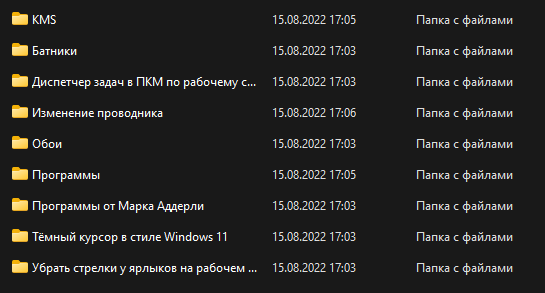 KMS 15.08.2022 17:05 Папка с файлами
Батники 15.08.2022 17:03 Папка с файлами
Диспетчер задач в ПКМ по рабочему с... 15.08.2022 17:03 Папка с файлами
Изменение проводника 15.08.2022 17:06 Папка с файлами
Обои 15.08.2022 17:03 Папка с файлами
Программы 15.08.2022 17:05 Папка с файлами
Программы от Марка Аддерли 15.08.2022 17:03 Папка с файлами
Тёмный курсор в стиле Windows 11 15.08.2022 17:03 Папка с файлами
Убрать стрелки у ярлыков на рабочем ... 15.08.2022 17:03 Папка с файлами